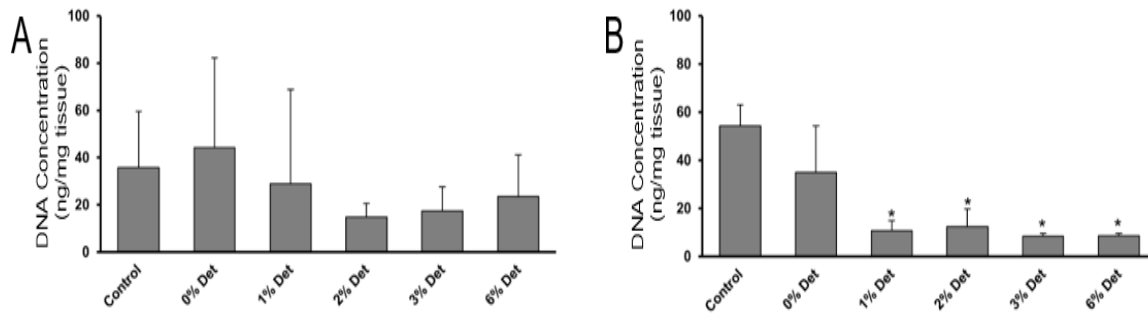 A
DNA Concentration
(ng/mg tissue)
100
80
60
40
20
0
Control
0% Det
1% Det
2% Det
3% Det
6% Det
B
DNA Concentration
(ng/mg tissue)
100
80
60
40
20
0
*
*
*
*
Control
0% Det
1% Det
2% Det
3% Det
6% Det